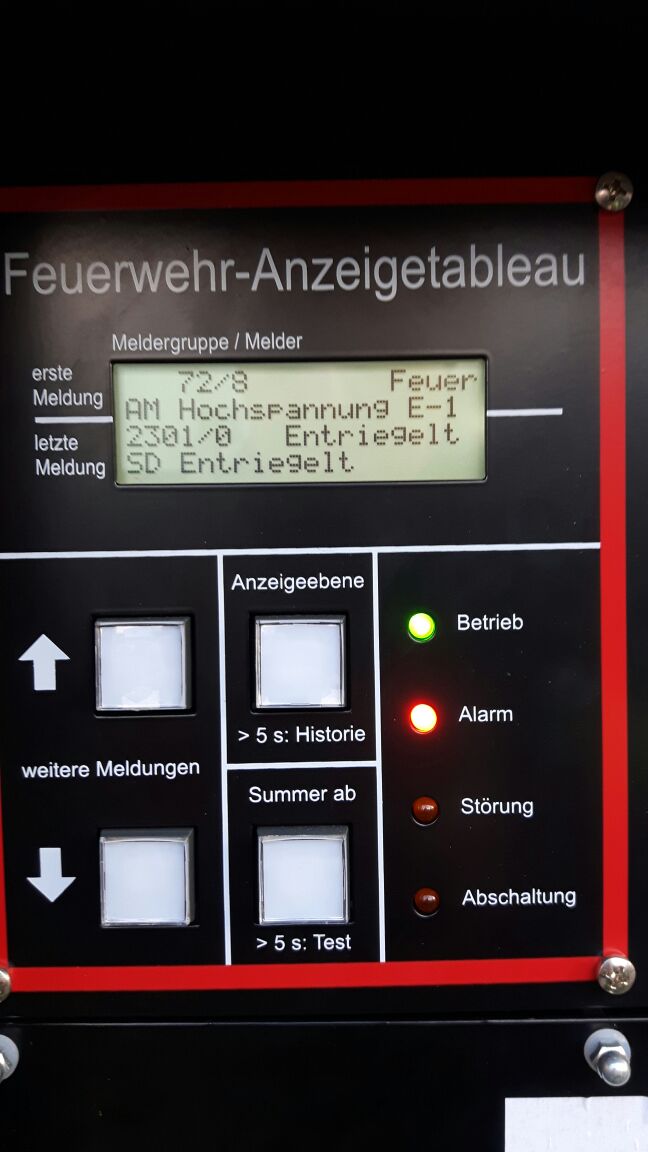 Feuerwehr-Anzeigetableau
Meldergruppe / Melder
erste
Meldung
72/8 Feuer
AM Hochspannung E-1
letzte
Meldung
2301/0 Entriegelt
SD Entriegelt
Anzeigeebene
> 5 s: Historie
weitere Meldungen
Summer ab
> 5 s: Test
Betrieb
Alarm
Störung
Abschaltung